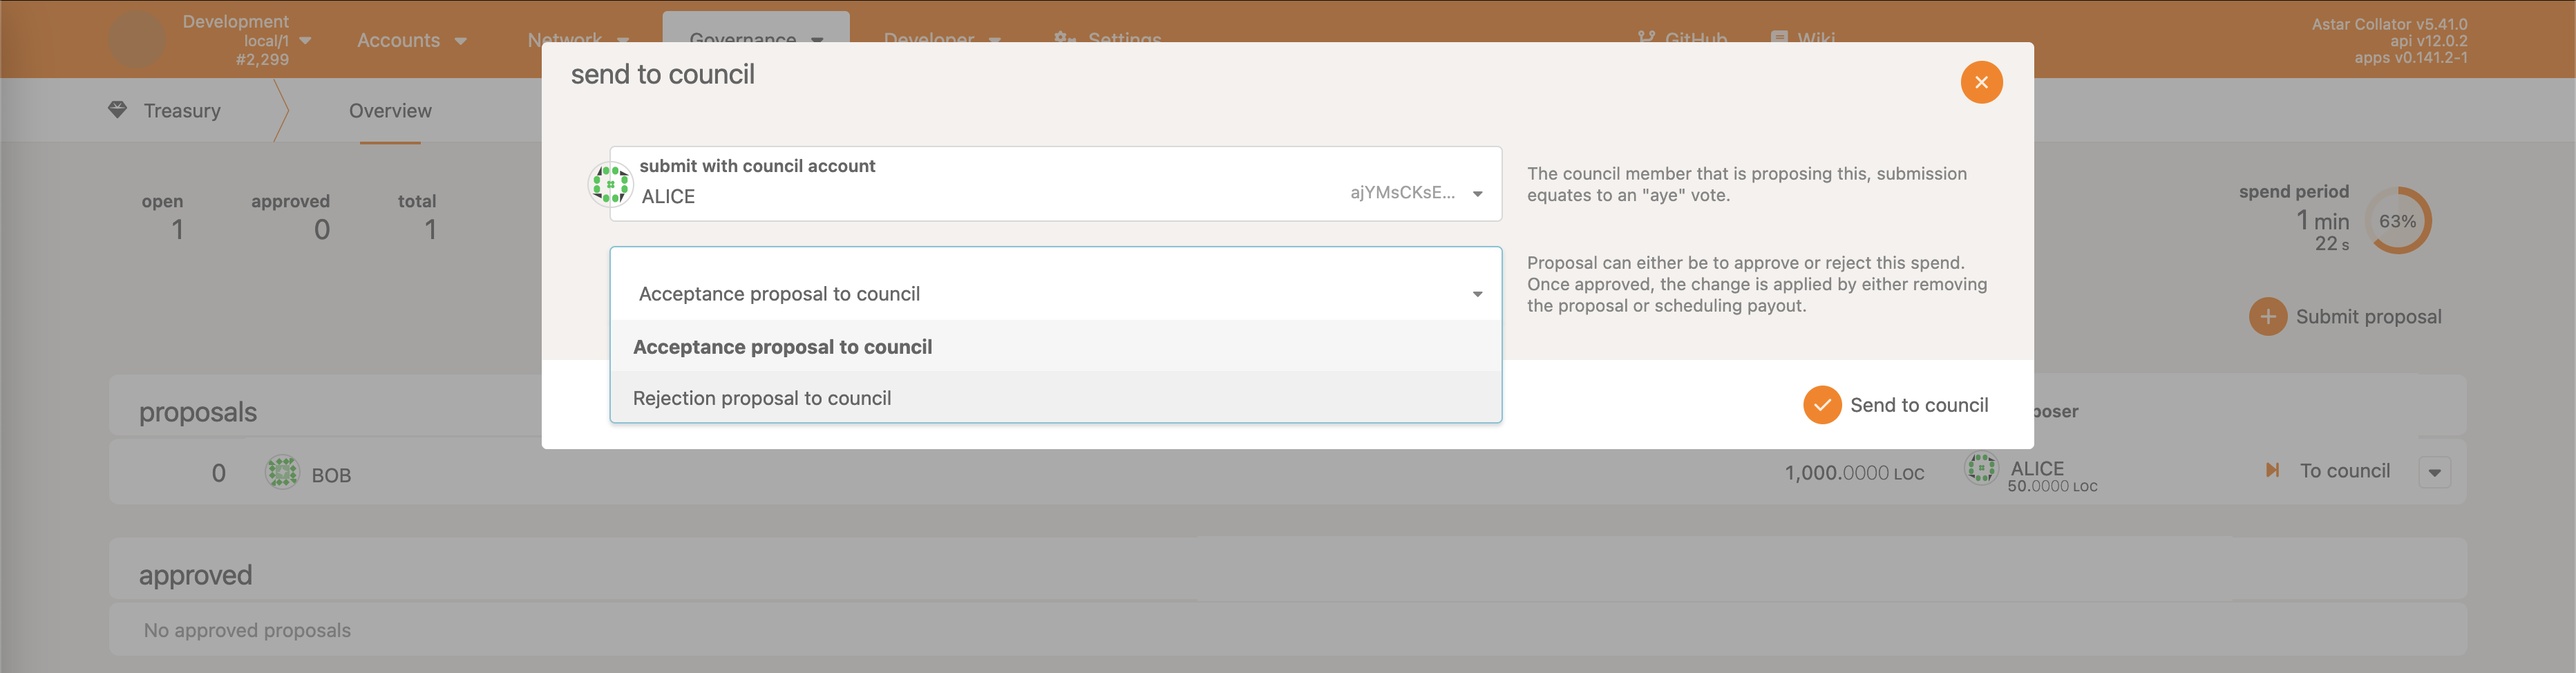 Development
local/1
#2,299
Accounts
Network
Governance
Developer
Settings
GitHub
Wiki
Astar Collator v5.41.0
api v12.0.2
apps v0.141.2-1
Treasury
Overview
send to council
submit with council account
ALICE
ajYMsCKsE...
The council member that is proposing this, submission
equates to an "aye" vote.
Acceptance proposal to council
Acceptance proposal to council
Rejection proposal to council
Proposal can either be to approve or reject this spend.
Once approved, the change is applied by either removing
the proposal or scheduling payout.
Send to council
open
1
approved
0
total
1
spend period
1 min
22 s
63%
Submit proposal
proposals
poser
0
BOB
1,000.0000 LOC
ALICE
50.0000 LOC
To council
approved
No approved proposals